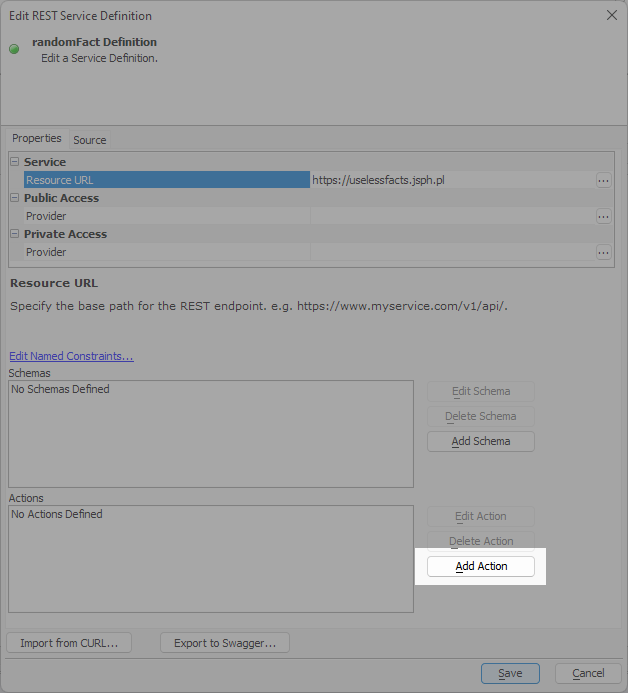 Edit REST Service Definition
randomFact Definition
Edit a Service Definition.
Properties Source
Service
Resource URL https://uselessfacts.jsph.pl ...
Public Access
Provider ...
Private Access
Provider ...
Resource URL
Specify the base path for the REST endpoint. e.g. https://www.myservice.com/v1/api/.
Edit Named Constraints...
Schemas
No Schemas Defined
Edit Schema
Delete Schema
Add Schema
Actions
No Actions Defined
Edit Action
Delete Action
Add Action
Import from CURL... Export to Swagger...
Save Cancel